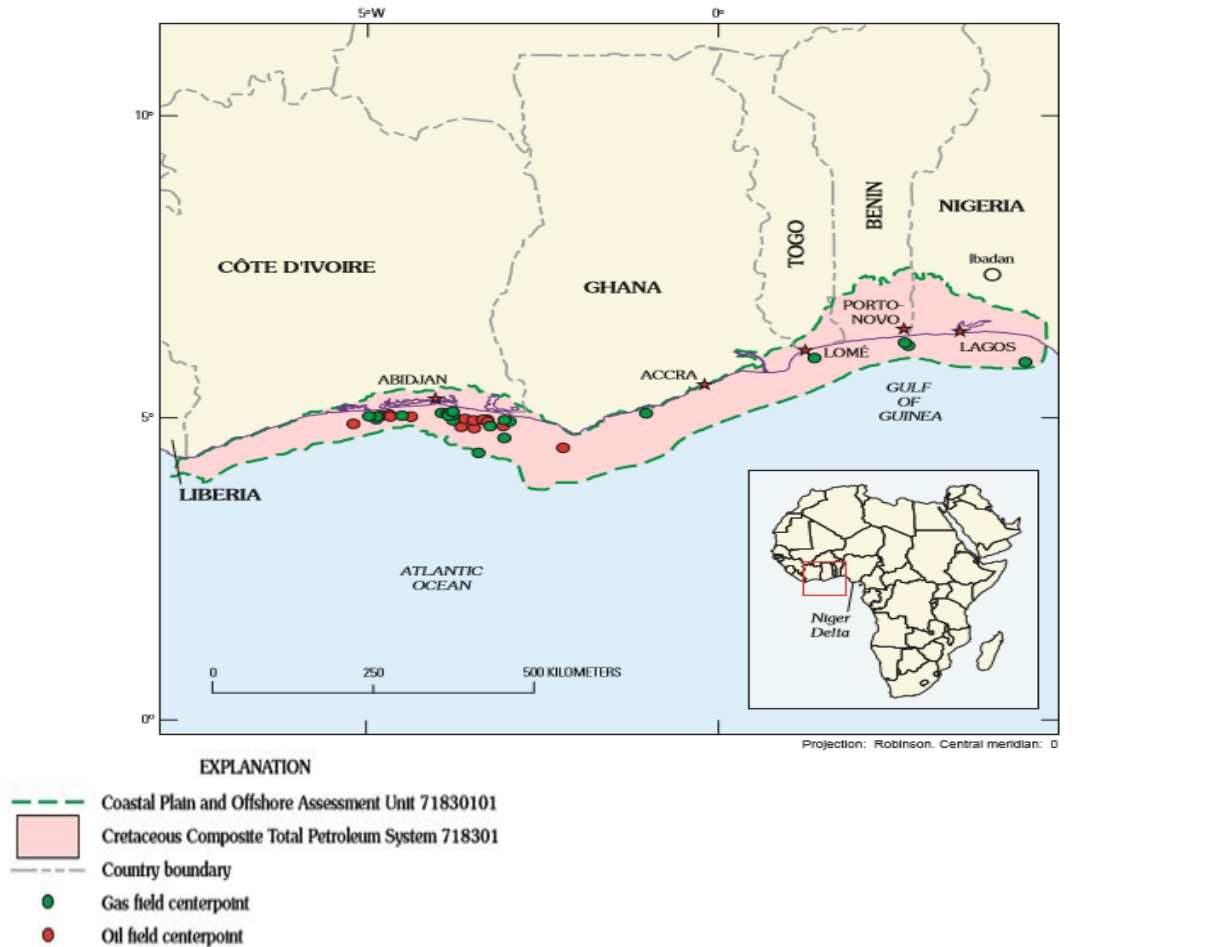 5°W
0°
10°
BENIN
NIGERIA
TOGO
Ibadan
CÔTE D'IVOIRE
GHANA
PORTO-
NOVO
LAGOS
LOMÉ
ABIDJAN
ACCRA
GULF
OF
GUINEA
5°
LIBERIA
ATLANTIC
OCEAN
Niger
Delta
0
250
500 KILOMETERS
0°
Projection: Robinson. Central meridian: 0
EXPLANATION
Coastal Plain and Offshore Assessment Unit 71830101
Cretaceous Composite Total Petroleum System 718301
Country boundary
Gas field centerpoint
Oil field centerpoint